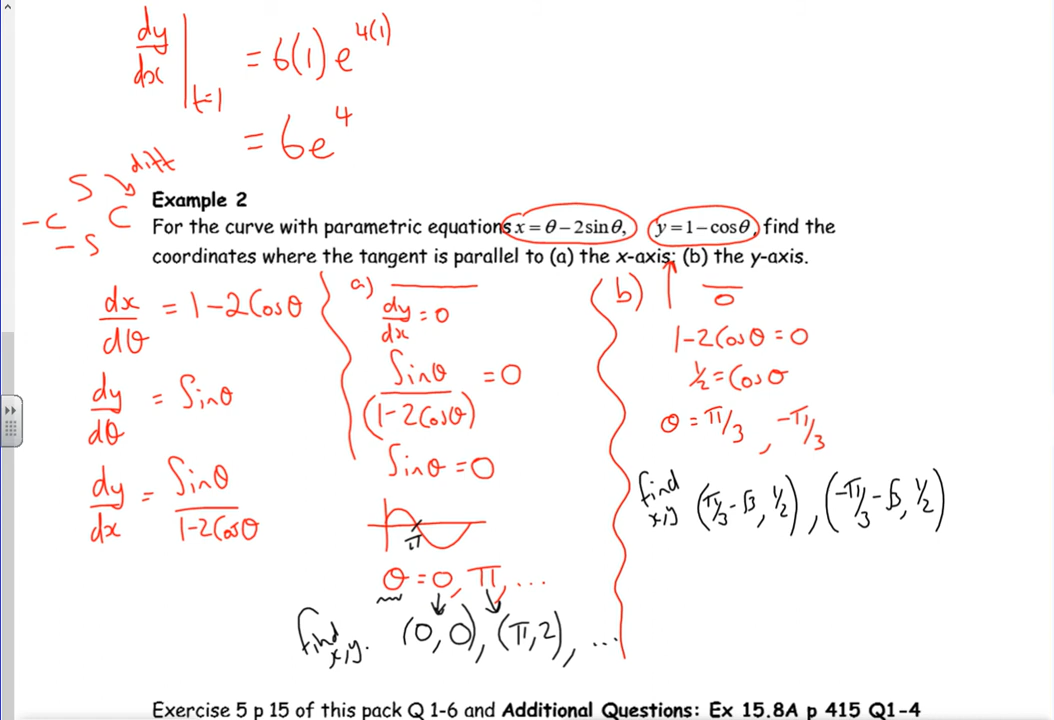 dy/dx |t=1 = 6(1)e^4(1)
= 6e^4
diff
S
-C C
-S
Example 2
For the curve with parametric equations x = θ – 2sinθ, y = 1 – cosθ, find the
coordinates where the tangent is parallel to (a) the x-axis; (b) the y-axis.
dx/dθ = 1-2Cosθ
dy/dθ = Sinθ
dy/dx = Sinθ/1-2Cosθ
a)
dy/dx = 0
Sinθ/(1-2Cosθ) = 0
Sinθ = 0
π
θ = 0, π, ...
find x,y. (0,0), (π,2), ...
b) ↑ —/0
1-2Cosθ = 0
½ = Cosθ
θ = π/3, -π/3
find x,y (π/3-√3, ½), (-π/3-√3, ½)
Exercise 5 p 15 of this pack Q 1-6 and Additional Questions: Ex 15.8A p 415 Q1-4